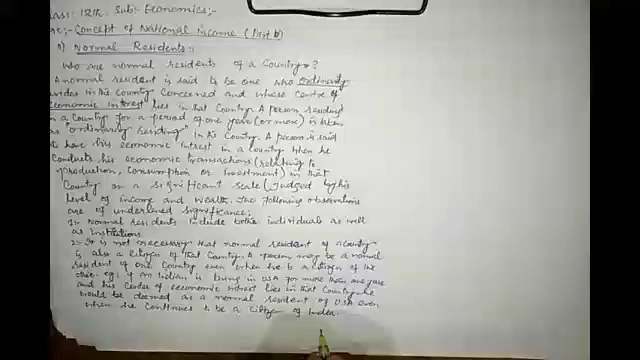 Class: 12th. Sub:- Economics:-
:- Concept of National Income (Part b)
Normal Residents:-
Who are normal residents of a Country?
A normal resident is said to be one who ordinarily
resides in the Country Concerned and whose centre of
economic interest lies in that Country. A person residing
in a Country for a period of one year (or more) is taken
as "ordinarily residing" in the Country. A person is said
to have his economic interest in a country when he
Conducts his economic transactions (relating to
production, Consumption or investment) in that
Country on a significant scale (Judged by his
level of income and wealth. The following observations
are of underlined significance:
1:- Normal residents include both individuals as well
as Institutions.
2:- It is not necessary that normal resident of a Country
is also a Citizen of that Country. A person may be a normal
resident of one Country even when he is a citizen of the
other. eg; if an Indian is living in USA for more than one year
and his Center of economic interest lies in that Country, he
would be deemed as a normal resident of USA even
when he continues to be a Citizen of India.